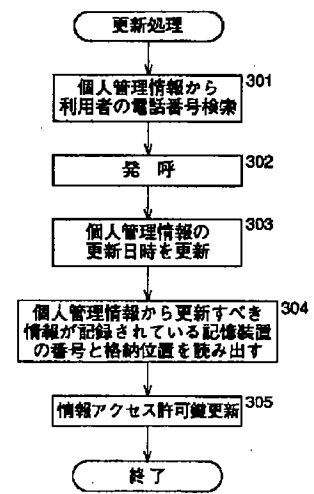 更新処理
301
個人管理情報から
利用者の電話番号検索
302
発 呼
303
個人管理情報の
更新日時を更新
304
個人管理情報から更新すべき
情報が記録されている記憶装置
の番号と格納位置を読み出す
305
情報アクセス許可鍵更新
終了